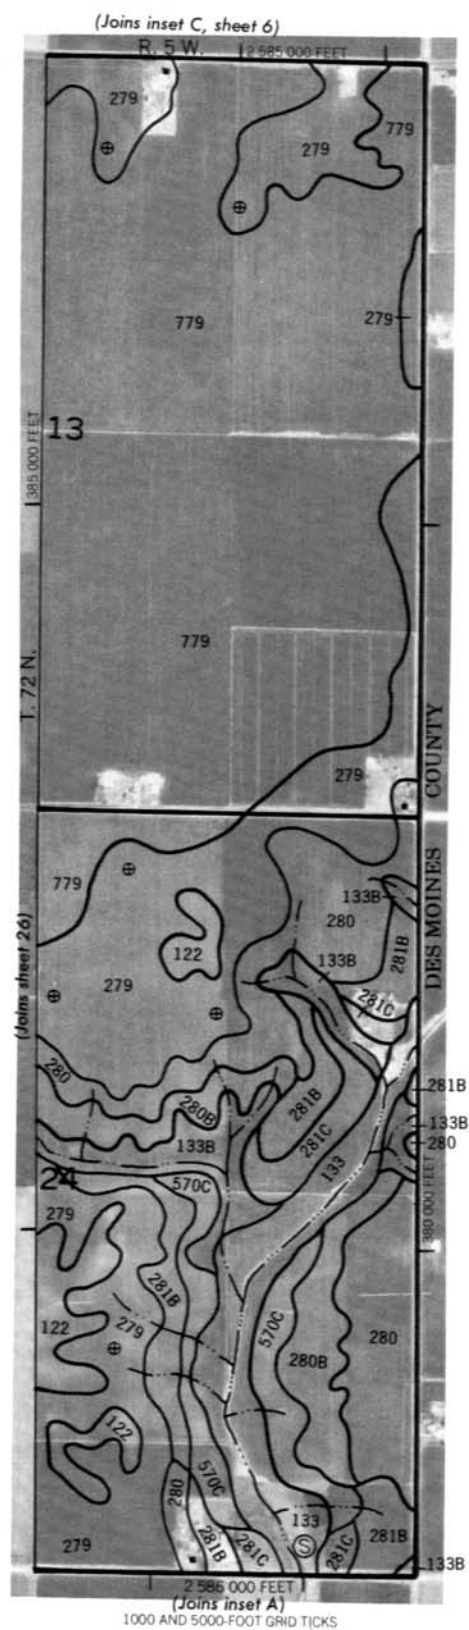 (Joins inset C, sheet 6)
R. 5 W.
2 585 000 FEET
279
779
279
279
779
385 000 FEET
13
779
T. 72 N.
279
COUNTY
779
133B
280
281B
DES MOINES
122
133B
(Joins sheet 26)
279
281C
280
281B
280B
281B
133B
281C
280
133B
133
24
570C
380 000 FEET
279
281B
122
279
570C
280
280B
122
570C
280
133
281B
279
281B
281C
Ⓢ
281C
133B
2 586 000 FEET
(Joins inset A)
1000 AND 5000-FOOT GRID TICKS